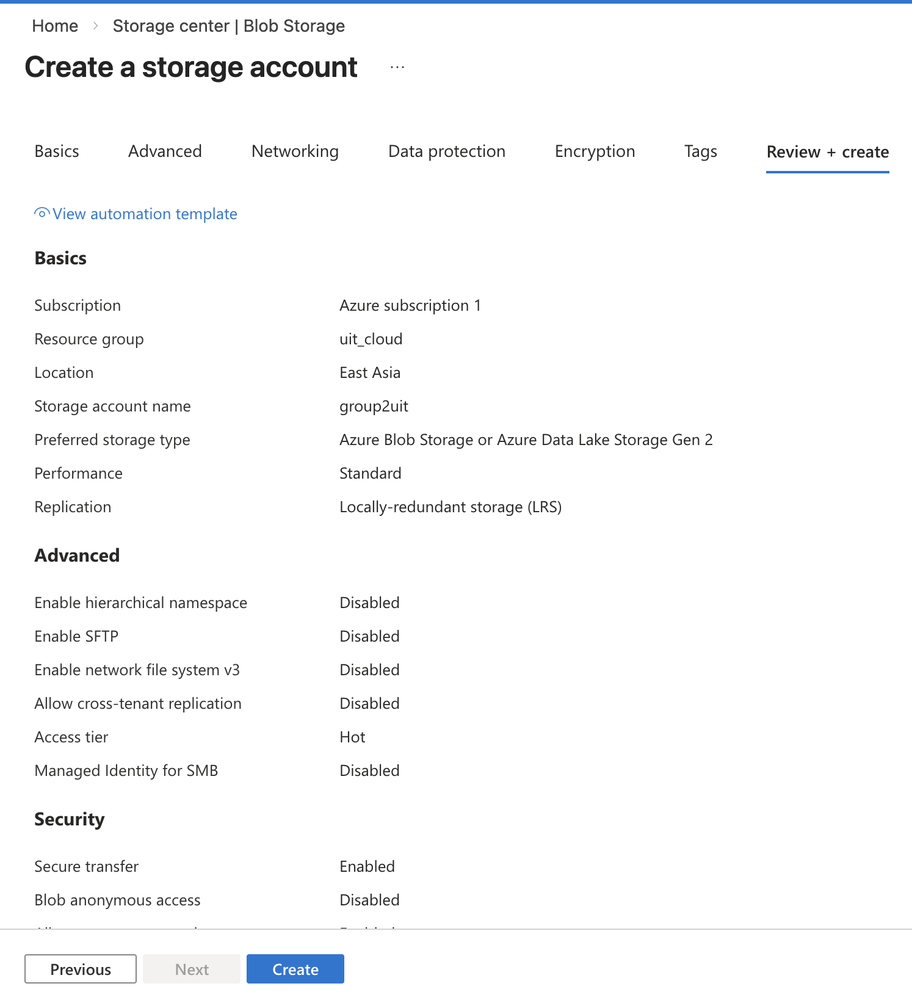 Home > Storage center | Blob Storage
Create a storage account ...
Basics Advanced Networking Data protection Encryption Tags Review + create
View automation template
Basics
Subscription Azure subscription 1
Resource group uit_cloud
Location East Asia
Storage account name group2uit
Preferred storage type Azure Blob Storage or Azure Data Lake Storage Gen 2
Performance Standard
Replication Locally-redundant storage (LRS)
Advanced
Enable hierarchical namespace Disabled
Enable SFTP Disabled
Enable network file system v3 Disabled
Allow cross-tenant replication Disabled
Access tier Hot
Managed Identity for SMB Disabled
Security
Secure transfer Enabled
Blob anonymous access Disabled
Previous Next Create